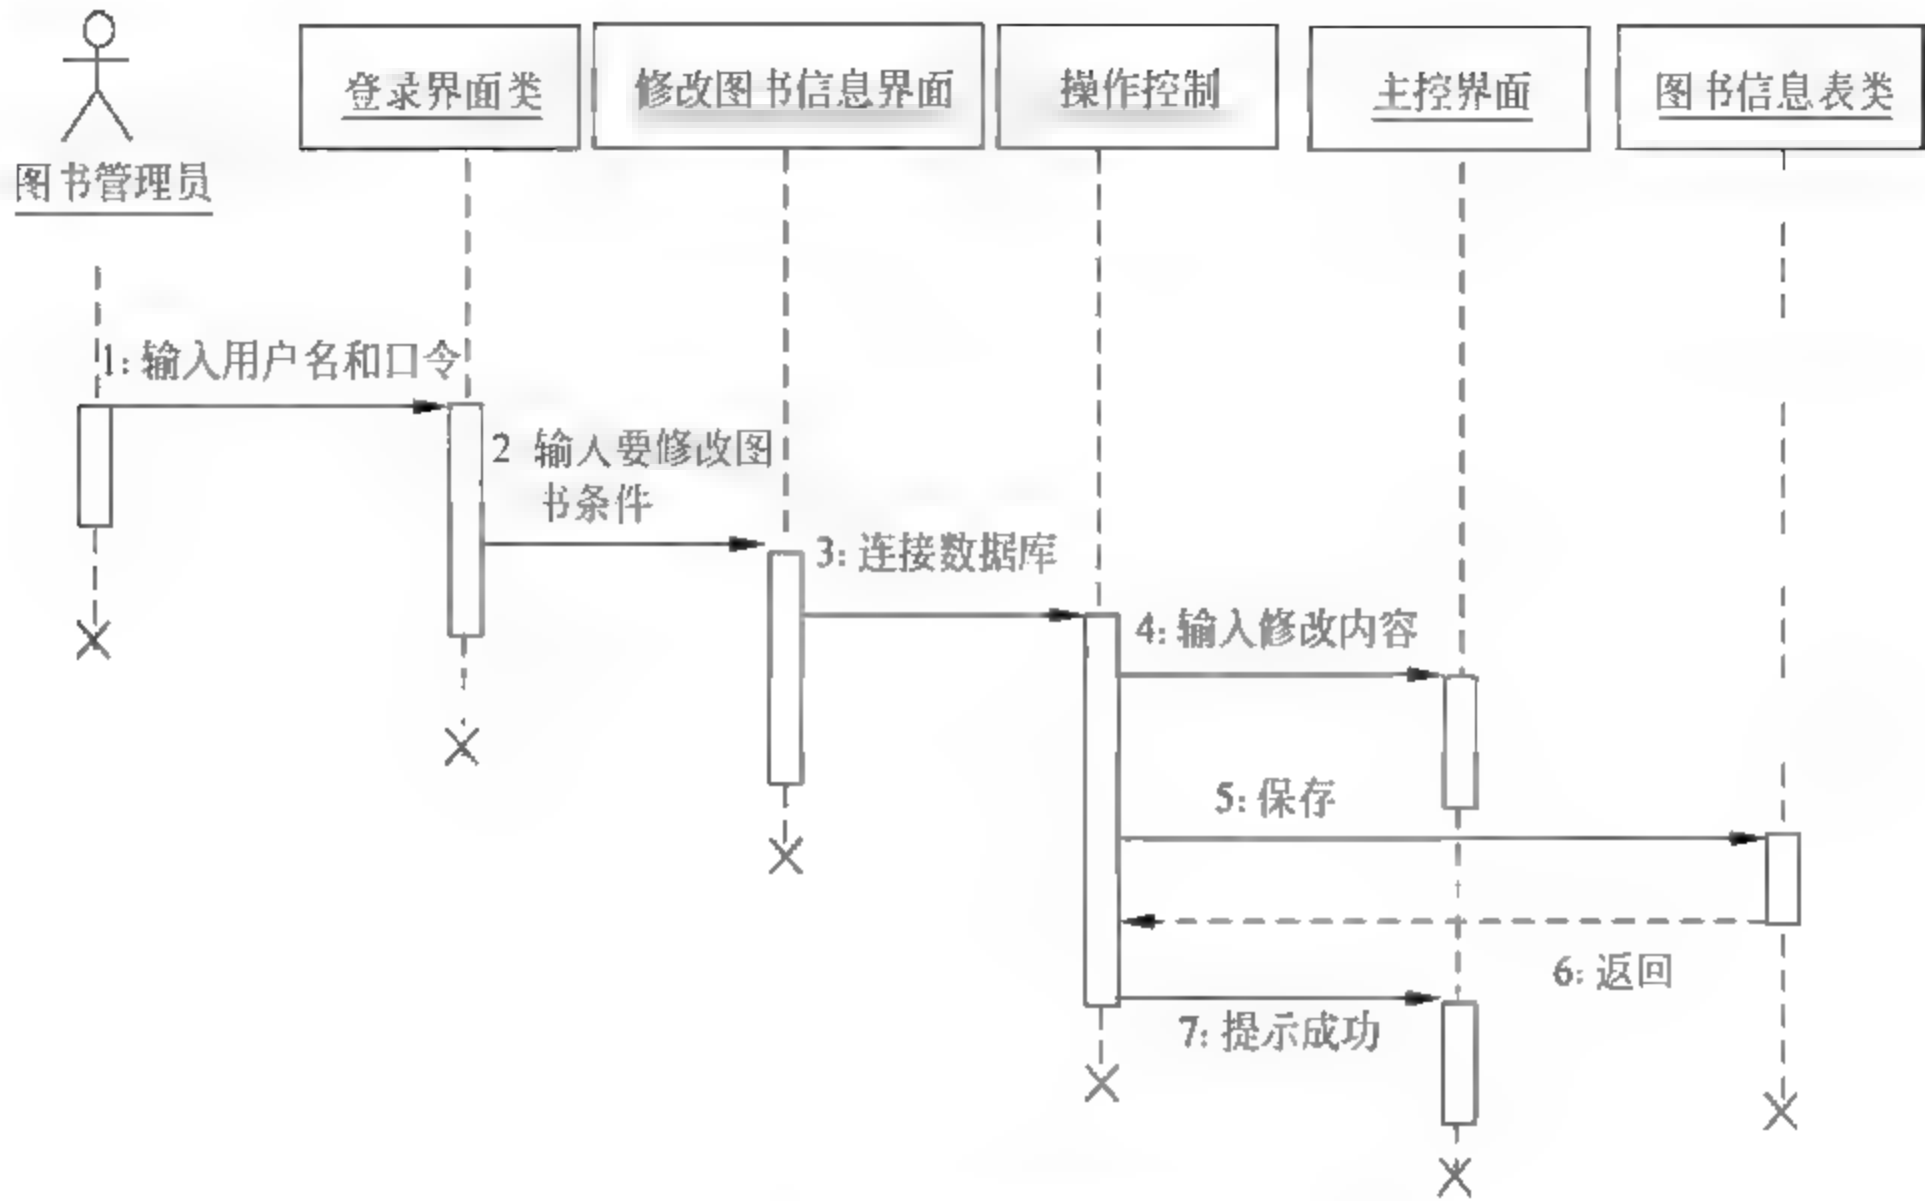 登录界面类
修改图书信息界面
操作控制
主控界面
图书信息表类
图书管理员
1: 输入用户名和口令
2 输入要修改图
书条件
3: 连接数据库
4: 输入修改内容
5: 保存
6: 返回
7: 提示成功